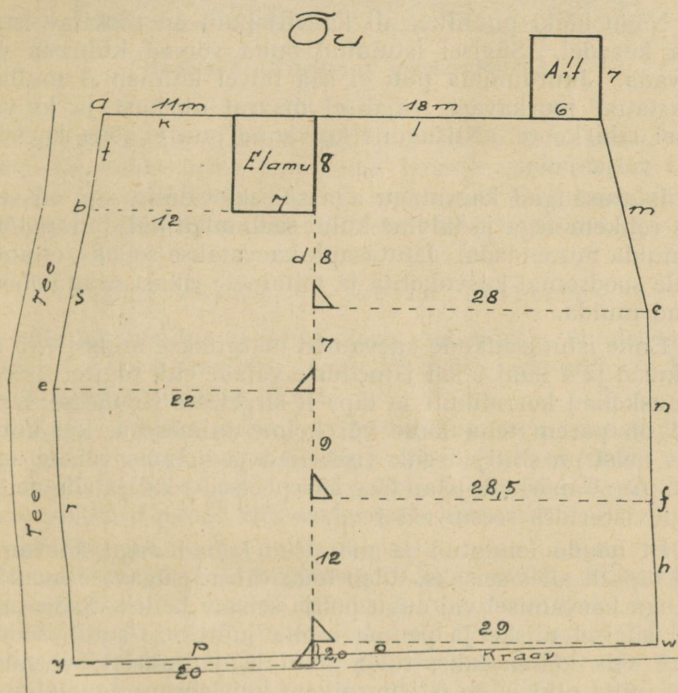 Õu
a 11m 18m Ait 7
k l 6
t Elamu 8 m
b 12 7
d 8
Tee s 28 c
7
e 22 n
9
28,5 f
Tee r 12 h
29 w
y p 2,0 o Kraav
20